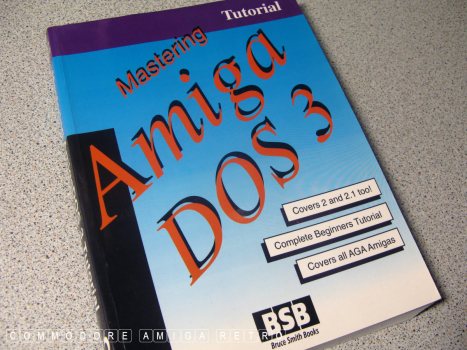 Tutorial
Mastering
Amiga
DOS 3
Covers 2 and 2.1 too!
Complete Beginners Tutorial
Covers all AGA Amigas
BSB
Bruce Smith Books
COMMODORE AMIGA RETRO